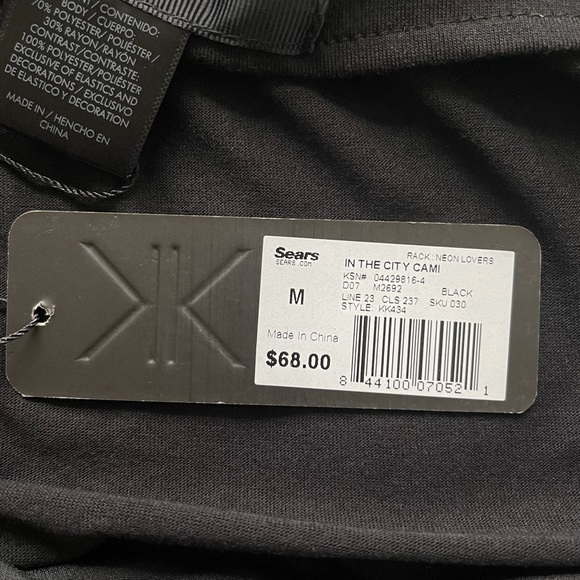 / CONTENIDO:
BODY / CUERPO:
70% POLYESTER/ POLIÉSTER/
30% RAYON/ RAYÓN
CONTRAST/ CONTRASTE:
100% POLYESTER/ POLIÉSTER
EXCLUSIVE OF ELASTICS AND
DECORATIONS / EXCLUSIVO
DE ELASTICO Y DECORATION
MADE IN / HENCHO EN
CHINA
KK
Sears
SEARS.COM
M
Made In China
$68.00
RACK: NEON LOVERS
IN THE CITY CAMI
KSN# 04429816-4
D07 M2692 BLACK
LINE 23 CLS 237 SKU 030
STYLE: KK434
8 44100 07052 1